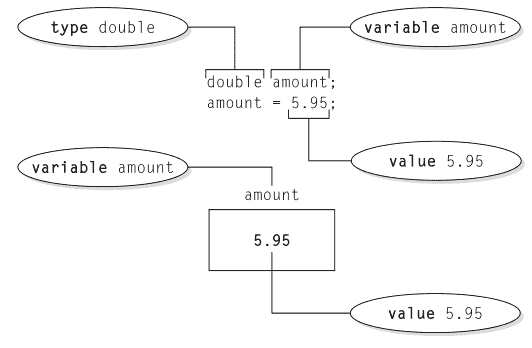 type double
variable amount
double amount;
amount = 5.95;
value 5.95
variable amount
amount
5.95
value 5.95